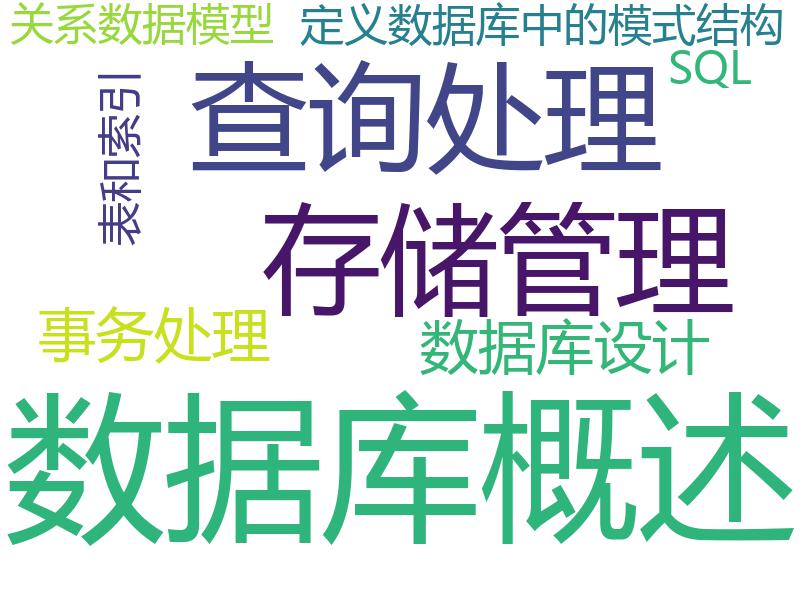 关系数据模型
定义数据库中的模式结构
SQL
查询处理
表和索引
存储管理
事务处理
数据库设计
数据库概述